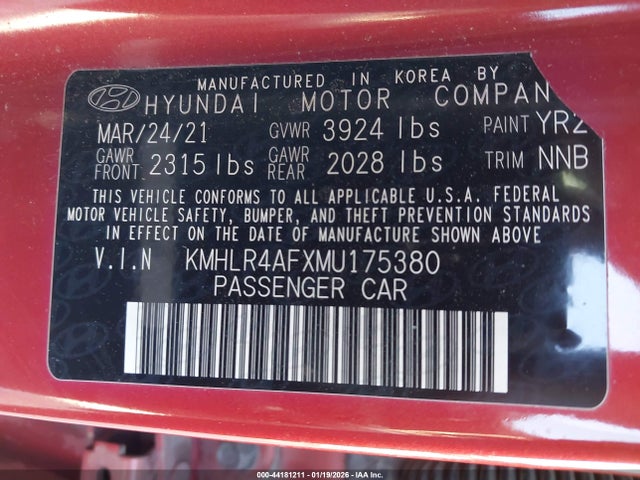 MANUFACTURED IN KOREA BY
HYUNDAI MOTOR COMPAN
MAR/24/21 GVWR 3924 lbs PAINT YR2
GAWR FRONT 2315 lbs GAWR REAR 2028 lbs TRIM NNB
THIS VEHICLE CONFORMS TO ALL APPLICABLE U.S.A. FEDERAL
MOTOR VEHICLE SAFETY, BUMPER, AND THEFT PREVENTION STANDARDS
IN EFFECT ON THE DATE OF MANUFACTURE SHOWN ABOVE.
V.I.N KMHLR4AFXMU175380
PASSENGER CAR
000-44181211 - 01/19/2026 - IAA Inc.